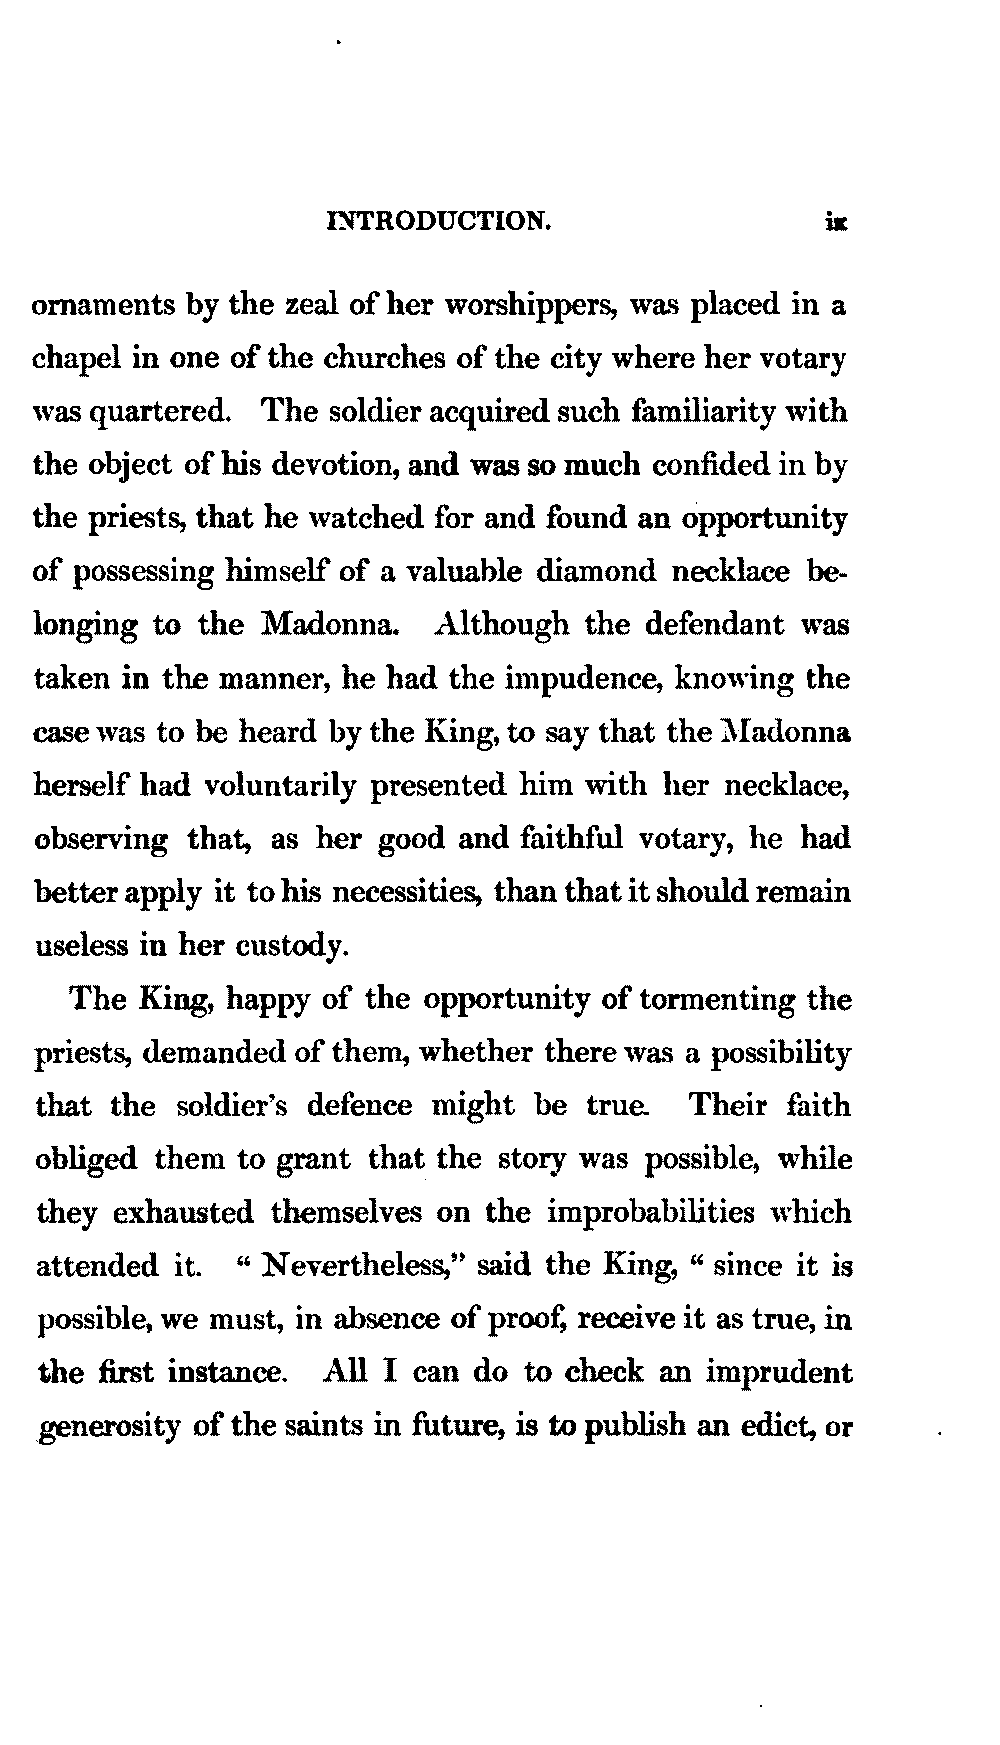 INTRODUCTION. ix
ornaments by the zeal of her worshippers, was placed in a
chapel in one of the churches of the city where her votary
was quartered. The soldier acquired such familiarity with
the object of his devotion, and was so much confided in by
the priests, that he watched for and found an opportunity
of possessing himself of a valuable diamond necklace be-
longing to the Madonna. Although the defendant was
taken in the manner, he had the impudence, knowing the
case was to be heard by the King, to say that the Madonna
herself had voluntarily presented him with her necklace,
observing that, as her good and faithful votary, he had
better apply it to his necessities, than that it should remain
useless in her custody.
The King, happy of the opportunity of tormenting the
priests, demanded of them, whether there was a possibility
that the soldier's defence might be true. Their faith
obliged them to grant that the story was possible, while
they exhausted themselves on the improbabilities which
attended it. “ Nevertheless,” said the King, “ since it is
possible, we must, in absence of proof, receive it as true, in
the first instance. All I can do to check an imprudent
generosity of the saints in future, is to publish an edict, or